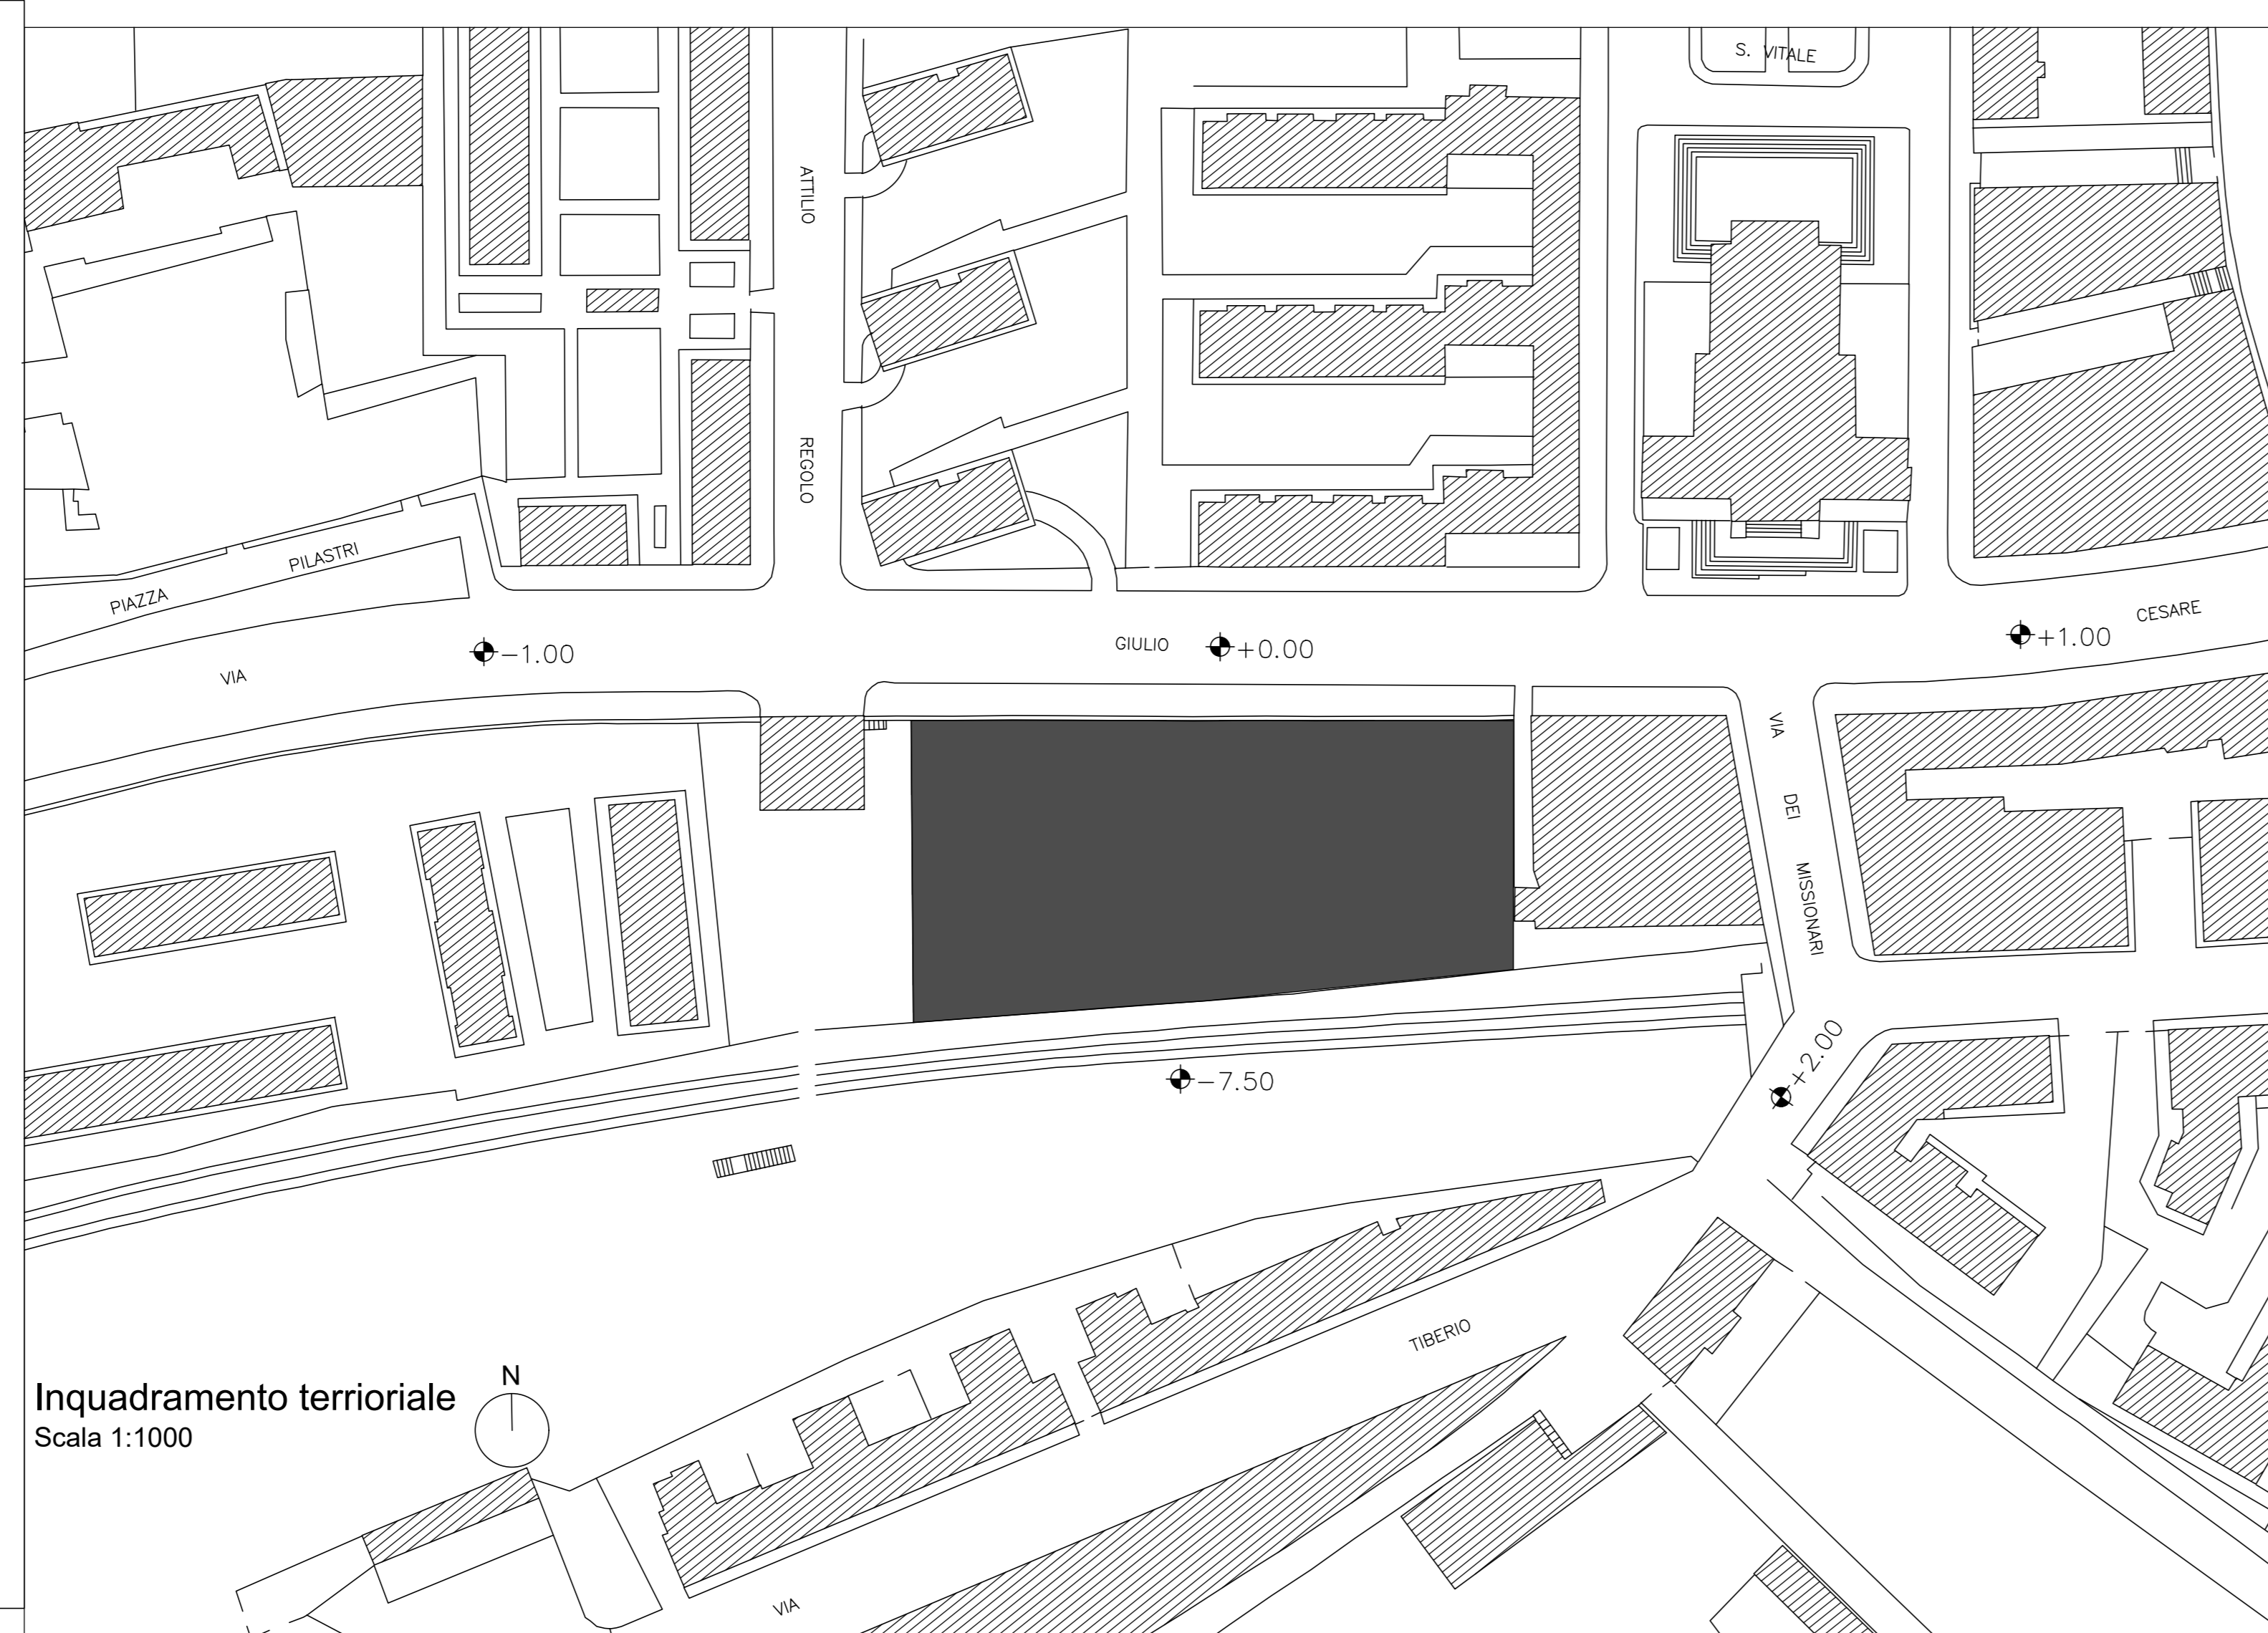 S. VITALE
ATTILIO
REGOLO
PIAZZA
PILASTRI
VIA
-1.00
GIULIO
+0.00
+1.00
CESARE
VIA
DEI
MISSIONARI
+2.00
-7.50
TIBERIO
VIA
N
Inquadramento terrioriale
Scala 1:1000